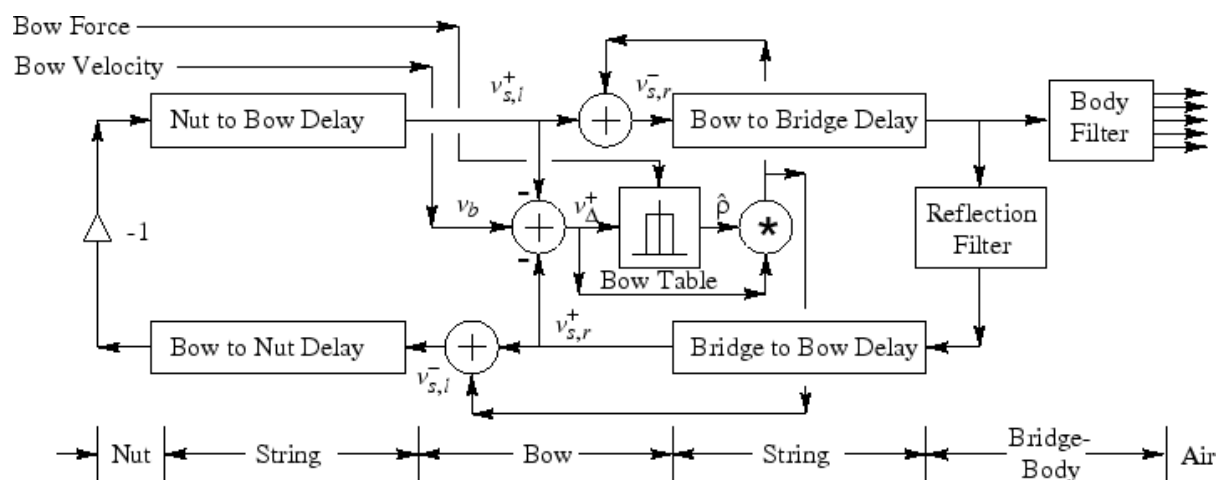 Bow Force
Bow Velocity
v⁺s,l
v⁻s,r
Nut to Bow Delay
+
Bow to Bridge Delay
Body
Filter
-1
-
vb
+
-
v⁺Δ
ρ̂
*
Bow Table
Reflection
Filter
v⁺s,r
Bow to Nut Delay
+
v⁻s,l
Bridge to Bow Delay
Nut
String
Bow
String
Bridge-
Body
Air